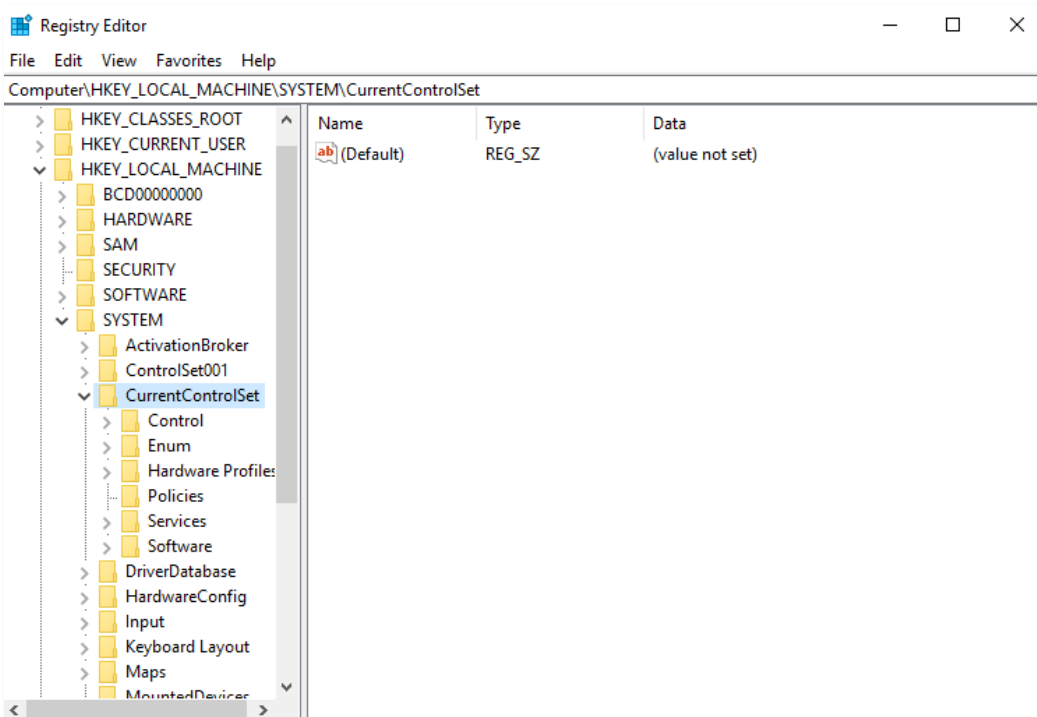 Registry Editor
File Edit View Favorites Help
Computer\HKEY_LOCAL_MACHINE\SYSTEM\CurrentControlSet
HKEY_CLASSES_ROOT
HKEY_CURRENT_USER
HKEY_LOCAL_MACHINE
BCD00000000
HARDWARE
SAM
SECURITY
SOFTWARE
SYSTEM
ActivationBroker
ControlSet001
CurrentControlSet
Control
Enum
Hardware Profiles
Policies
Services
Software
DriverDatabase
HardwareConfig
Input
Keyboard Layout
Maps
MountedDevices
Name Type Data
ab (Default) REG_SZ (value not set)